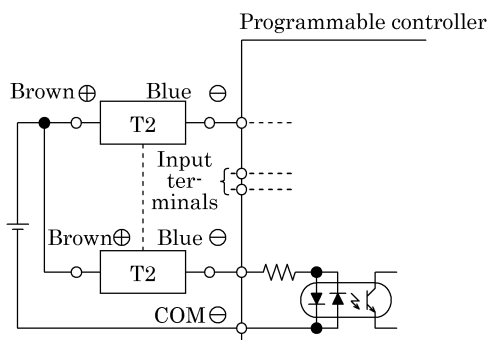 Programmable controller
Brown ⊕ Blue ⊖
T2
Input
ter-
minals
Brown⊕ Blue ⊖
T2
COM⊖